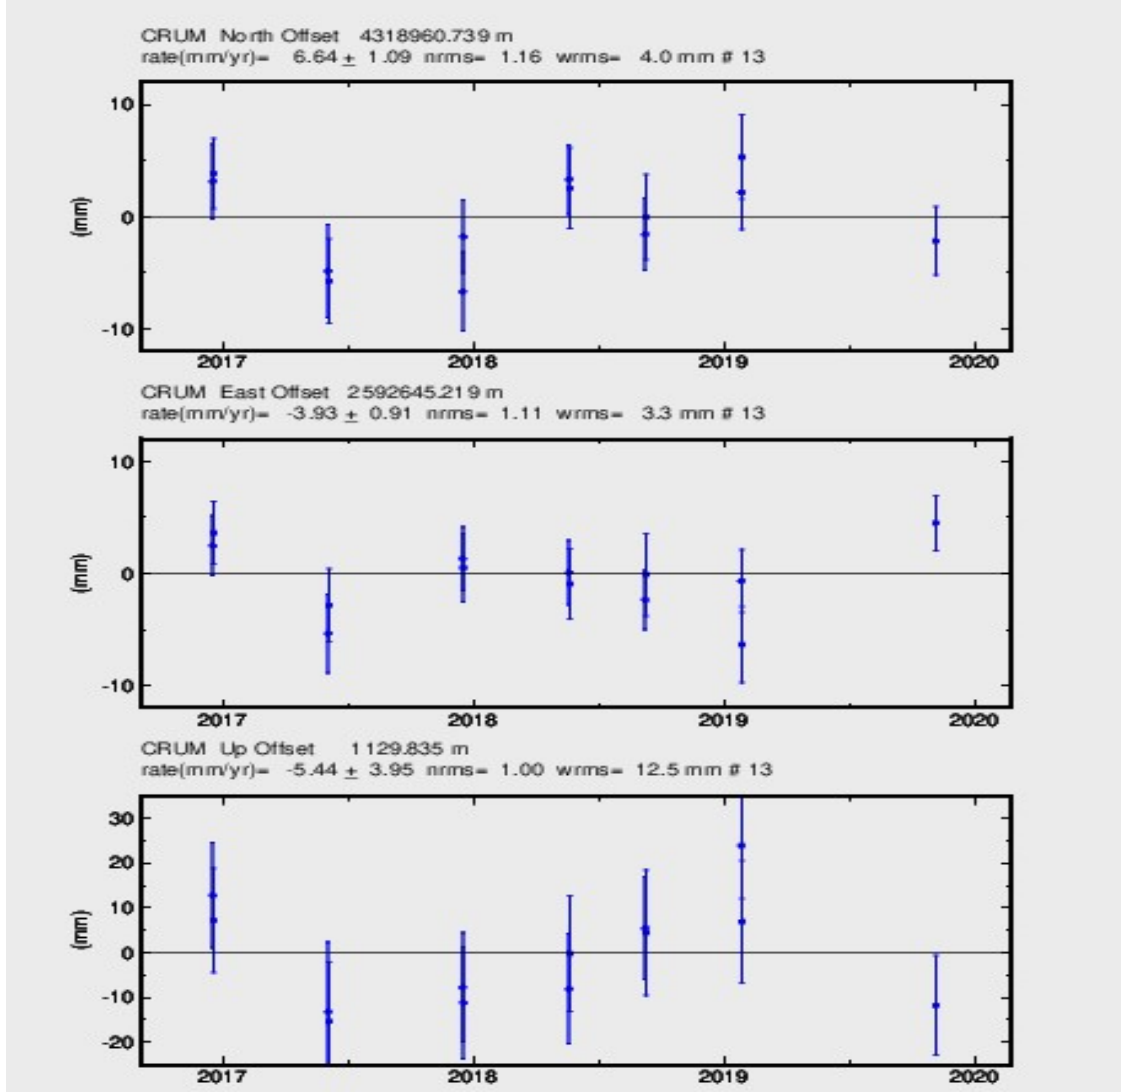 CRUM North Offset 4318960.739 m
rate(mm/yr)= 6.64 ± 1.09 nrms= 1.16 wrms= 4.0 mm # 13
10
0
-10
(mm)
2017 2018 2019 2020
CRUM East Offset 2592645.219 m
rate(mm/yr)= -3.93 ± 0.91 nrms= 1.11 wrms= 3.3 mm # 13
10
0
-10
(mm)
2017 2018 2019 2020
CRUM Up Offset 1129.835 m
rate(mm/yr)= -5.44 ± 3.95 nrms= 1.00 wrms= 12.5 mm # 13
30
20
10
0
-10
-20
(mm)
2017 2018 2019 2020